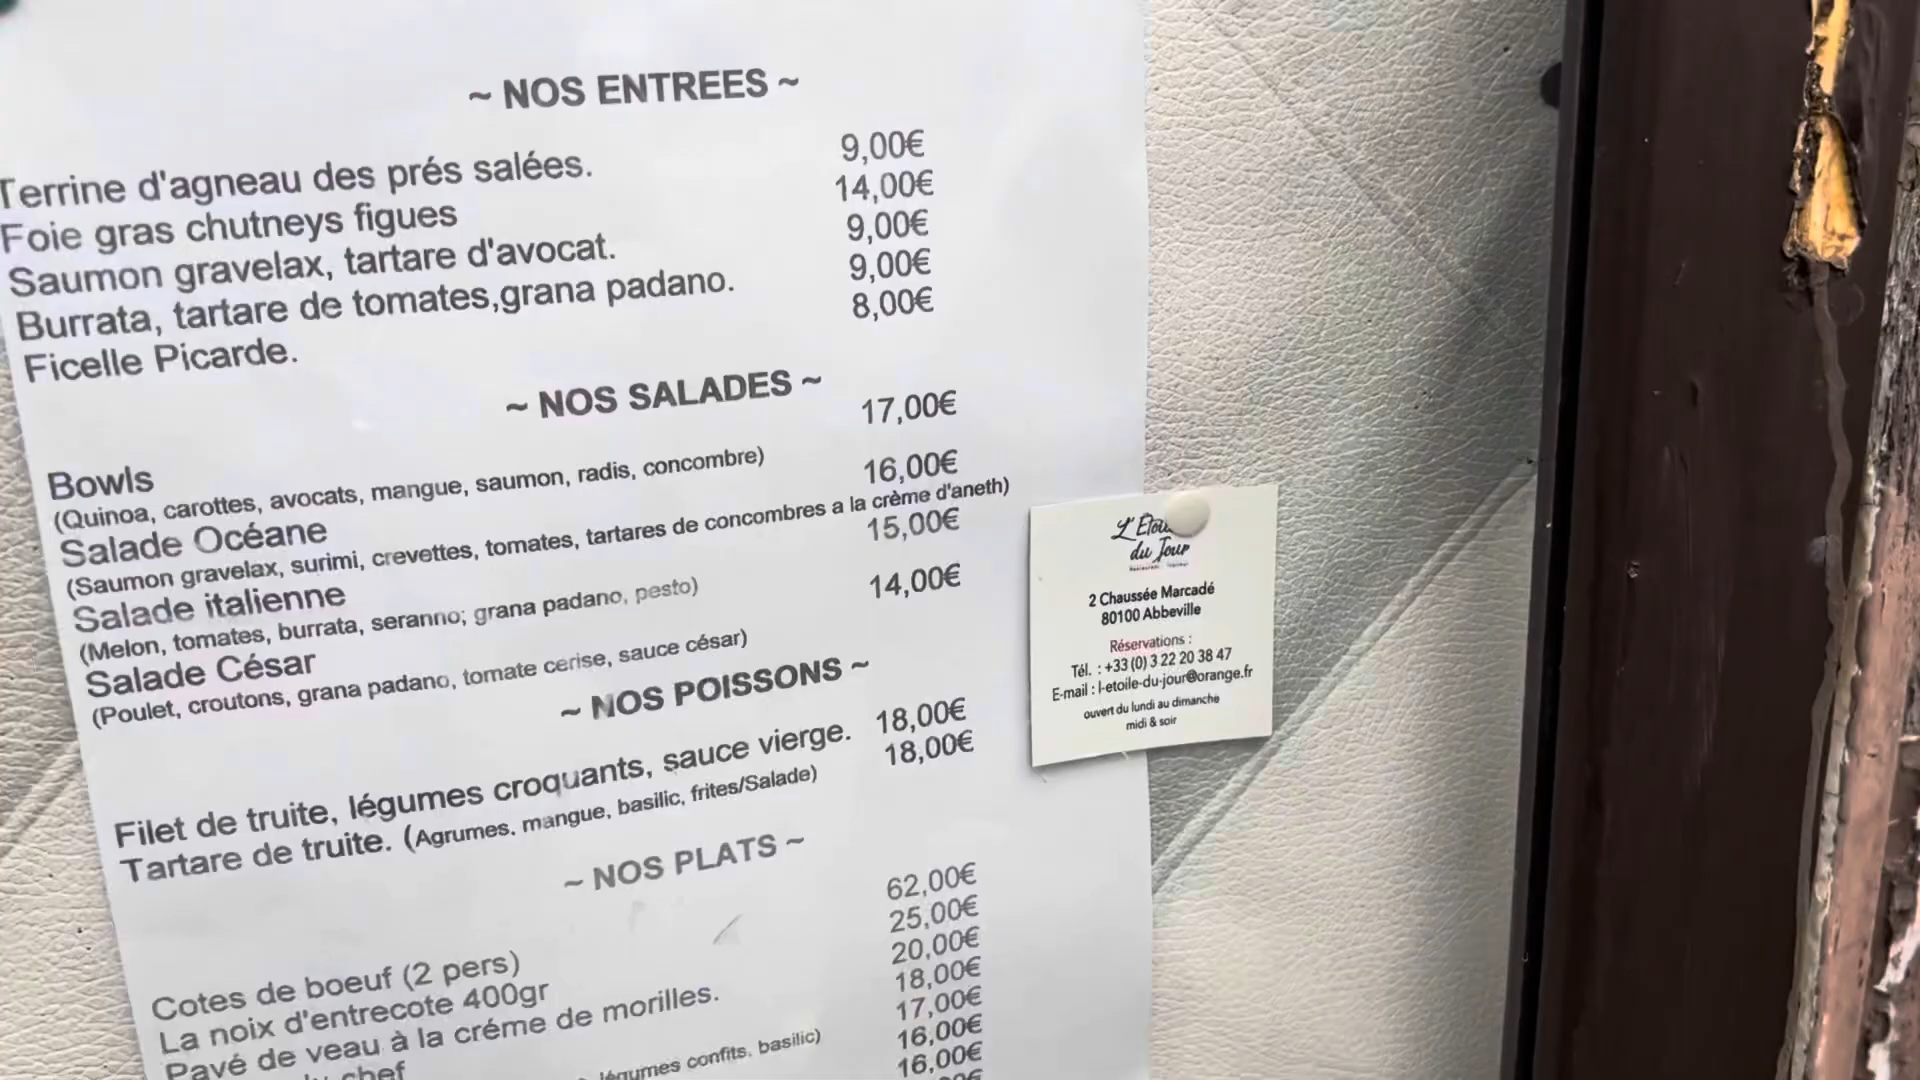 ~ NOS ENTREES ~
Terrine d'agneau des prés salées. 9,00€
Foie gras chutneys figues 14,00€
Saumon gravelax, tartare d'avocat. 9,00€
Burrata, tartare de tomates,grana padano. 9,00€
Ficelle Picarde. 8,00€
~ NOS SALADES ~
Bowls 17,00€
(Quinoa, carottes, avocats, mangue, saumon, radis, concombre)
Salade Océane 16,00€
(Saumon gravelax, surimi, crevettes, tomates, tartares de concombres a la crème d'aneth)
Salade italienne 15,00€
(Melon, tomates, burrata, seranno; grana padano, pesto)
Salade César 14,00€
(Poulet, croutons, grana padano, tomate cerise, sauce césar)
~ NOS POISSONS ~
Filet de truite, légumes croquants, sauce vierge. 18,00€
Tartare de truite. (Agrumes, mangue, basilic, frites/Salade) 18,00€
~ NOS PLATS ~
Cotes de boeuf (2 pers) 62,00€
La noix d'entrecote 400gr 25,00€
Pavé de veau à la créme de morilles. 20,00€
chef 18,00€
légumes confits, basilic) 17,00€
16,00€
16,00€
L'Etoile
du Jour
2 Chaussée Marcadé
80100 Abbeville
Réservations :
Tél. : +33 (0) 3 22 20 38 47
E-mail : l-etoile-du-jour@orange.fr
ouvert du lundi au dimanche
midi & soir